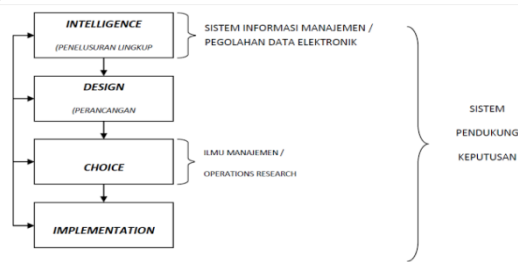 INTELLIGENCE
(PENELUSURAN LINGKUP
SISTEM INFORMASI MANAJEMEN /
PEGOLAHAN DATA ELEKTRONIK
DESIGN
(PERANCANGAN
SISTEM
PENDUKUNG
KEPUTUSAN
CHOICE
ILMU MANAJEMEN /
OPERATIONS RESEARCH
IMPLEMENTATION